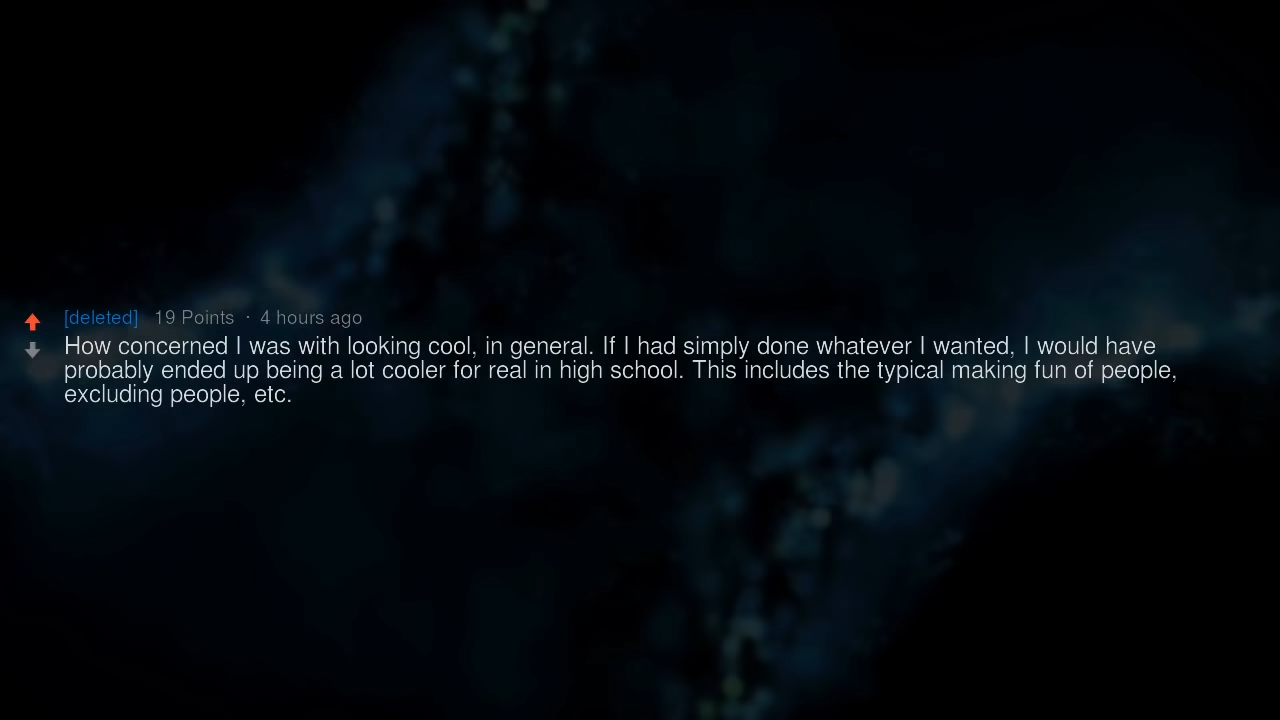 [deleted] 19 Points · 4 hours ago
How concerned I was with looking cool, in general. If I had simply done whatever I wanted, I would have
probably ended up being a lot cooler for real in high school. This includes the typical making fun of people,
excluding people, etc.